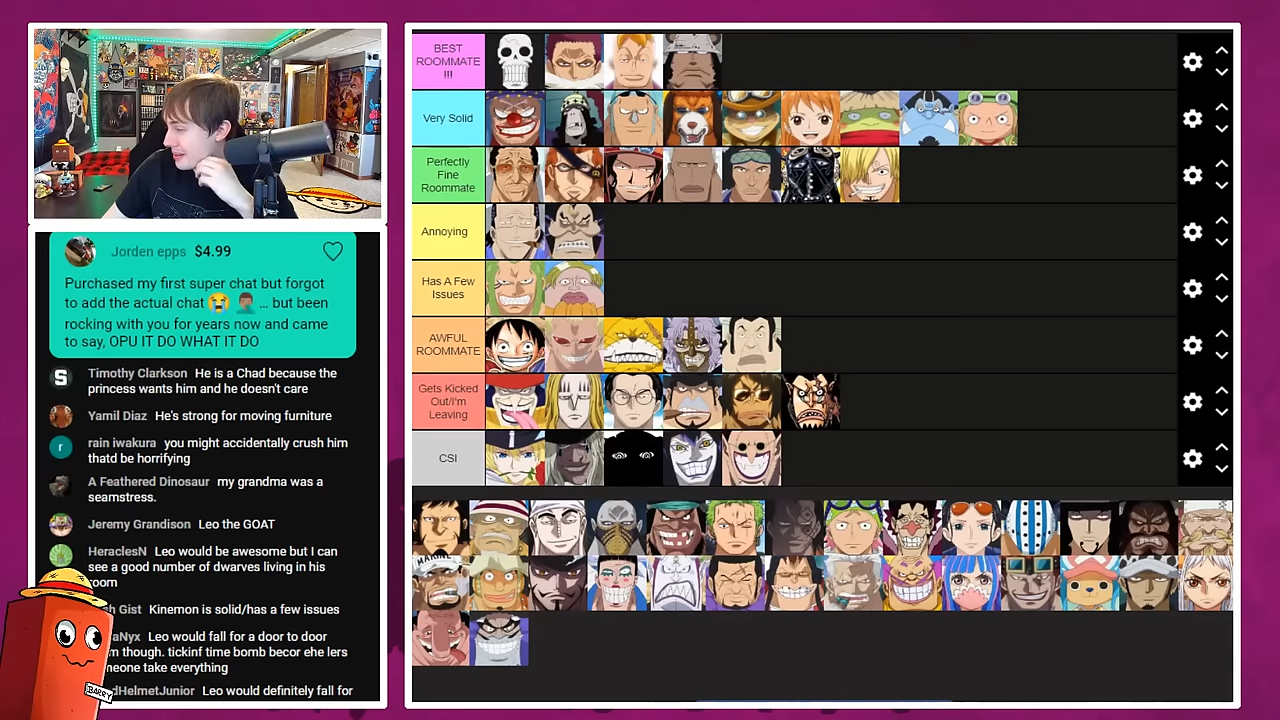 Jorden epps $4.99
Purchased my first super chat but forgot
to add the actual chat 😭 🤦🏽‍♂️ ... but been
rocking with you for years now and came
to say, OPU IT DO WHAT IT DO
S
Timothy Clarkson He is a Chad because the
princess wants him and he doesn't care
Yamil Diaz He's strong for moving furniture
r
rain iwakura you might accidentally crush him
thatd be horrifying
A Feathered Dinosaur my grandma was a
seamstress.
Jeremy Grandison Leo the GOAT
HeraclesN Leo would be awesome but I can
see a good number of dwarves living in his
room
Gist Kinemon is solid/has a few issues
aNyx Leo would fall for a door to door
though. tickinf time bomb becor ehe lers
take everything
dHelmetJunior Leo would definitely fall for
BARRY
BEST
ROOMMATE
!!!
Very Solid
Perfectly
Fine
Roommate
Annoying
Has A Few
Issues
AWFUL
ROOMMATE
Gets Kicked
Out/I'm
Leaving
CSI
MARINE